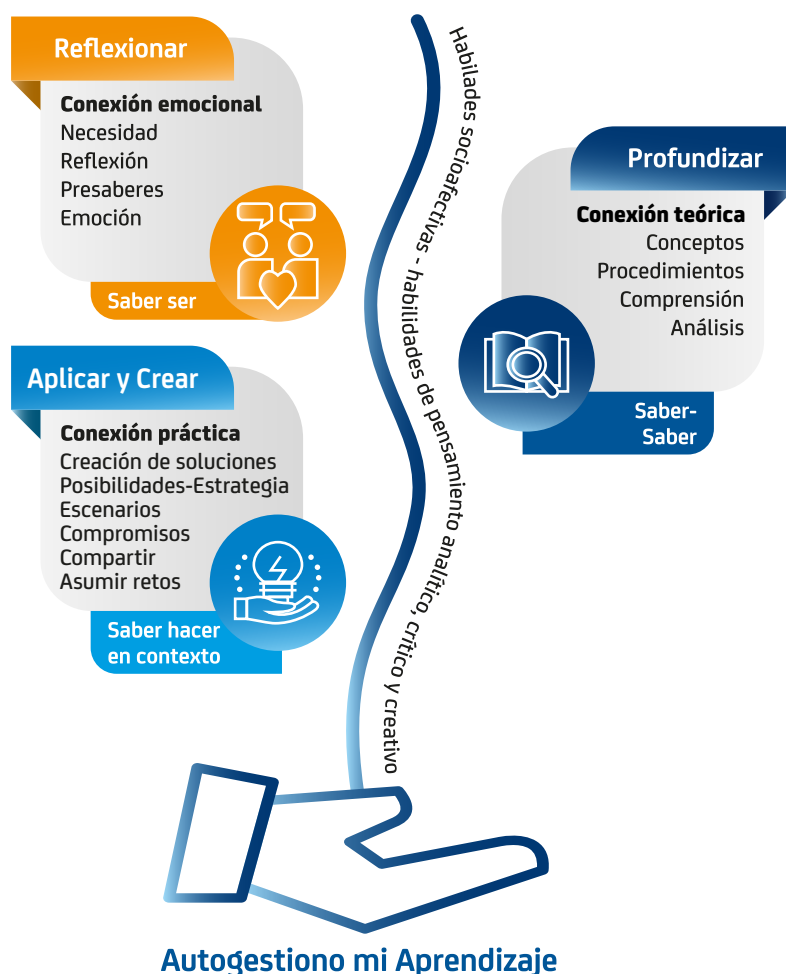 Reflexionar
Conexión emocional
Necesidad
Reflexión
Presaberes
Emoción
Saber ser
Profundizar
Conexión teórica
Conceptos
Procedimientos
Comprensión
Análisis
Saber-
Saber
Aplicar y Crear
Conexión práctica
Creación de soluciones
Posibilidades-Estrategia
Escenarios
Compromisos
Compartir
Asumir retos
Saber hacer
en contexto
Habilades socioafectivas - habilidades de pensamiento analítico, crítico y creativo
Autogestiono mi Aprendizaje